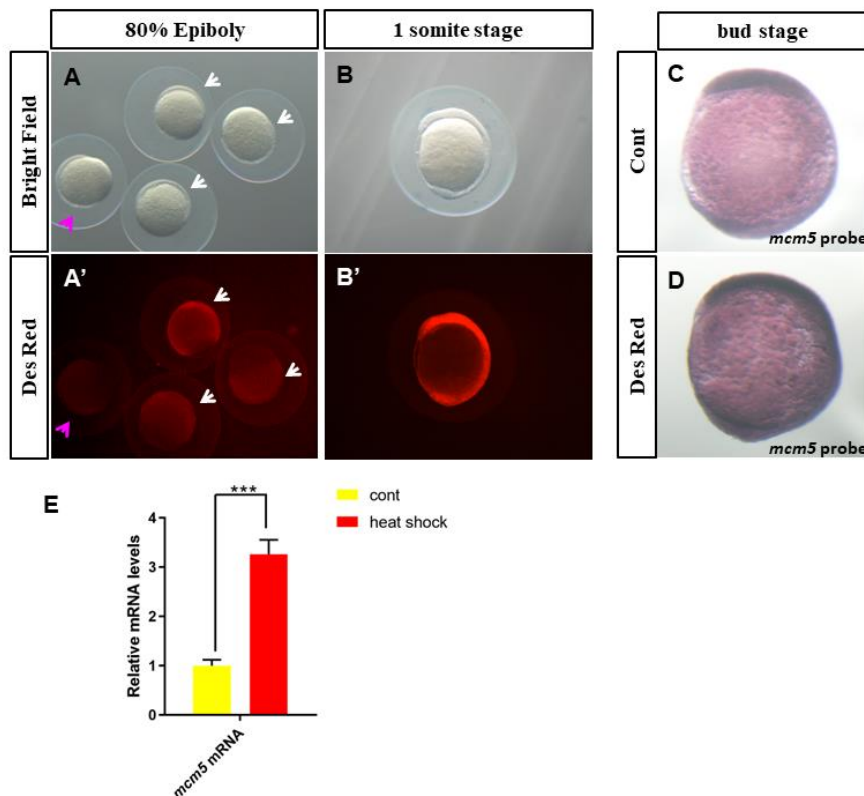 80% Epiboly
1 somite stage
bud stage
Bright Field
A
B
Cont
C
mcm5 probe
Des Red
A’
B’
Des Red
D
mcm5 probe
E
cont
heat shock
***
Relative mRNA levels
4
3
2
1
0
mcm5 mRNA